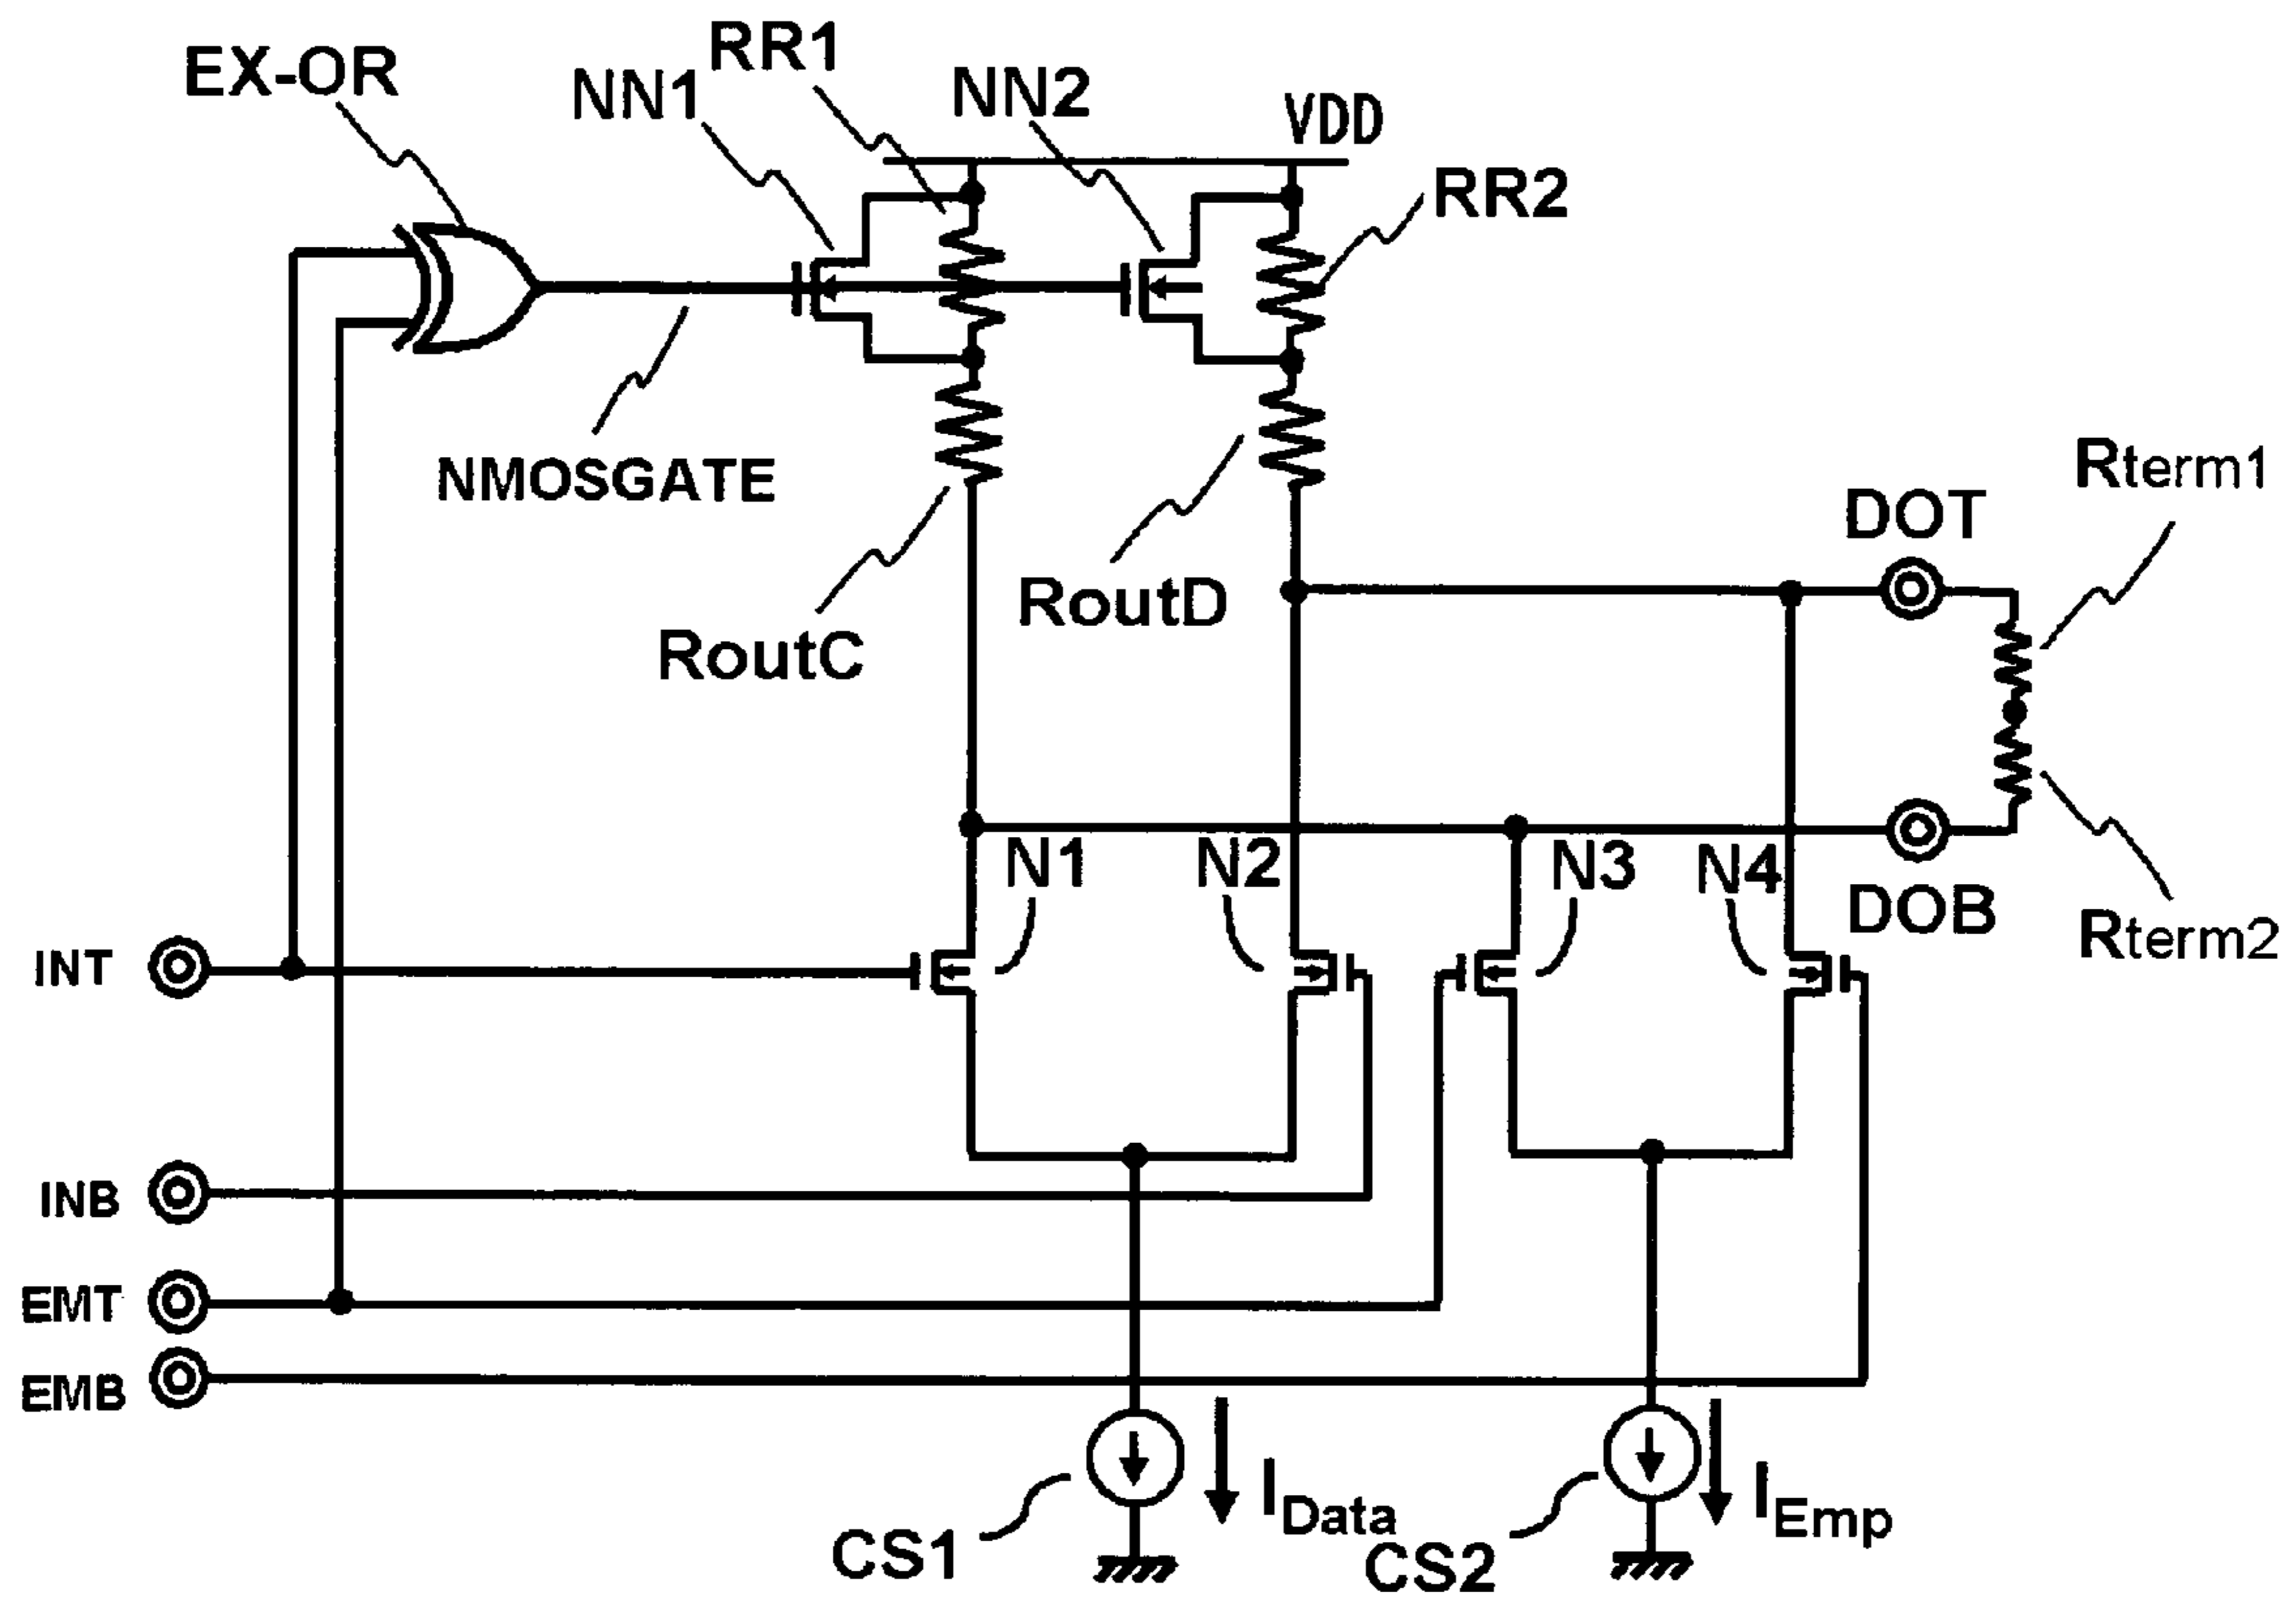 RR1
EX-OR
NN1
NN2
VDD
RR2
NMOSGATE
Rterm1
DOT
RoutD
RoutC
N1
N2
N3
N4
DOB
Rterm2
INT
INB
EMT
EMB
IData
IEmp
CS1
CS2